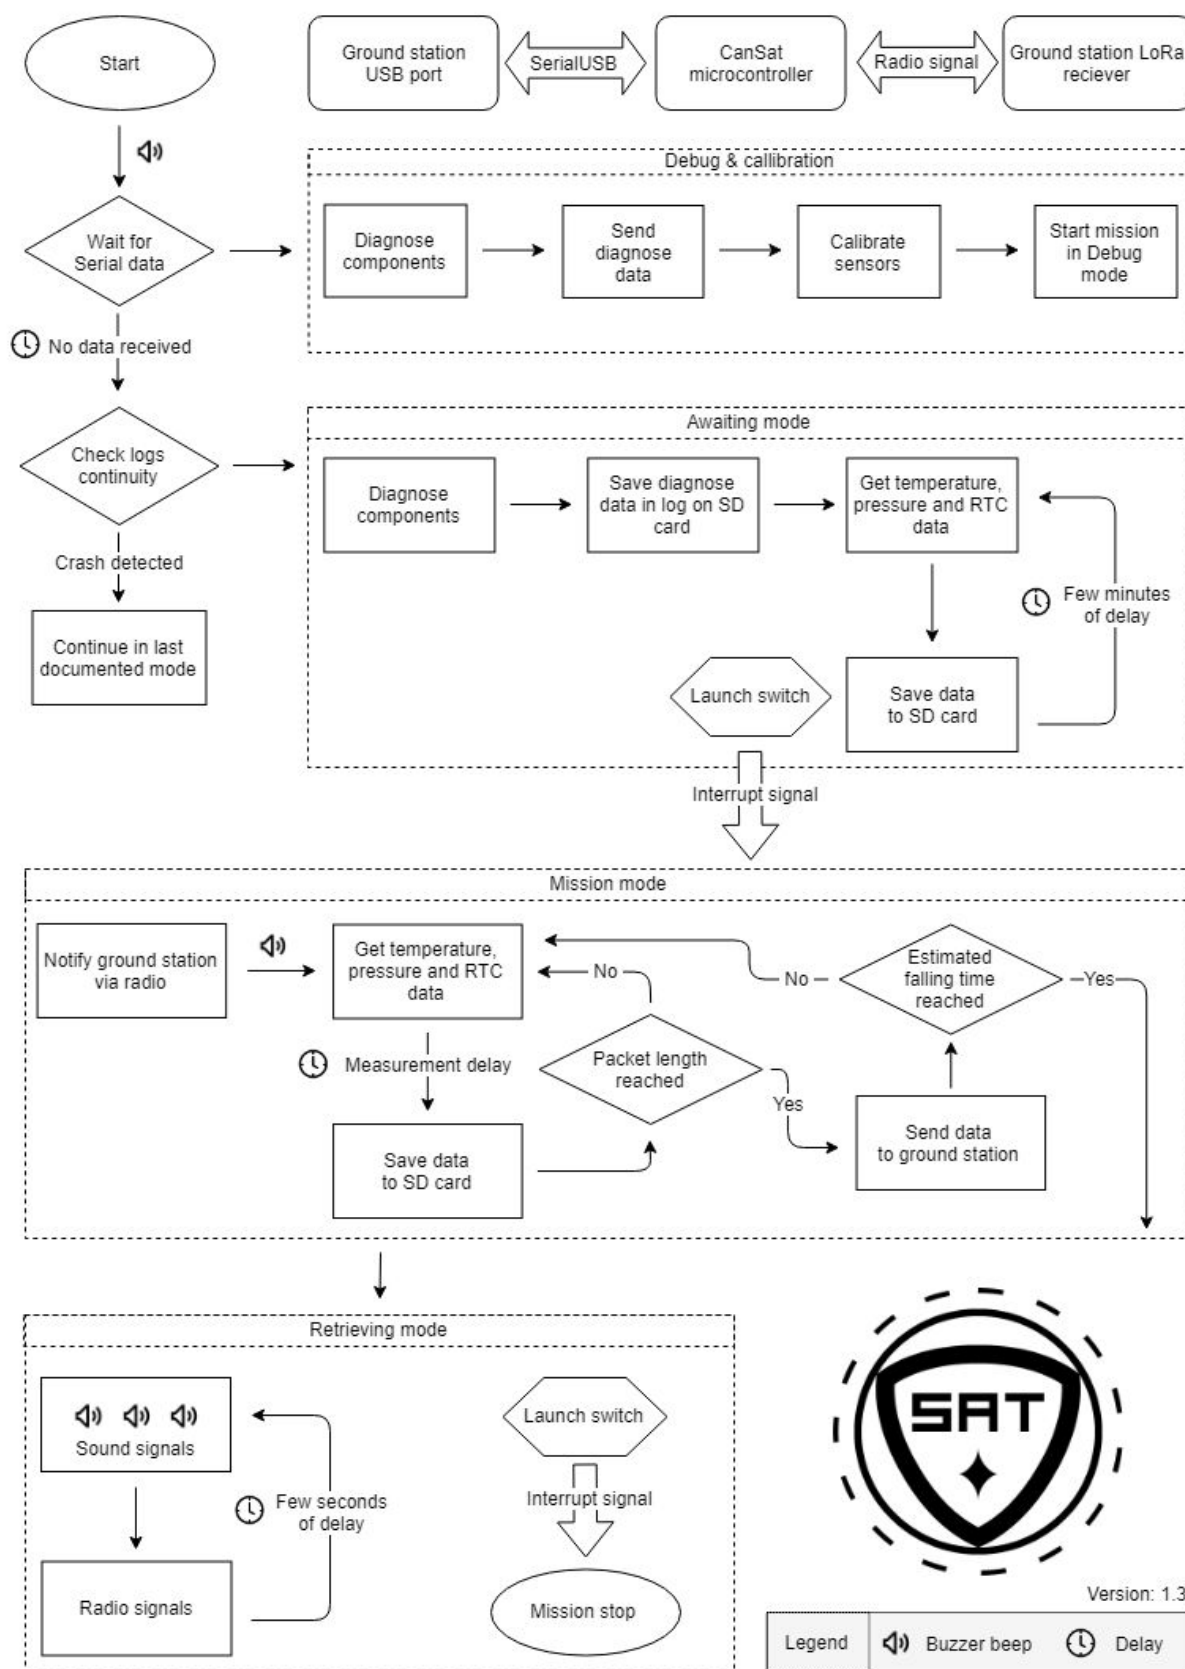 Start
Ground station
USB port
SerialUSB
CanSat
microcontroller
Radio signal
Ground station LoRa
reciever
Debug & callibration
Wait for
Serial data
Diagnose
components
Send
diagnose
data
Calibrate
sensors
Start mission
in Debug
mode
No data received
Awaiting mode
Check logs
continuity
Diagnose
components
Save diagnose
data in log on SD
card
Get temperature,
pressure and RTC
data
Crash detected
Few minutes
of delay
Continue in last
documented mode
Launch switch
Save data
to SD card
Interrupt signal
Mission mode
Notify ground station
via radio
Get temperature,
pressure and RTC
data
No
No
Estimated
falling time
reached
Yes
Measurement delay
Packet length
reached
Yes
Send data
to ground station
Save data
to SD card
Retrieving mode
Sound signals
Launch switch
SAT
Few seconds
of delay
Interrupt signal
Radio signals
Mission stop
Version: 1.3
Legend
Buzzer beep
Delay